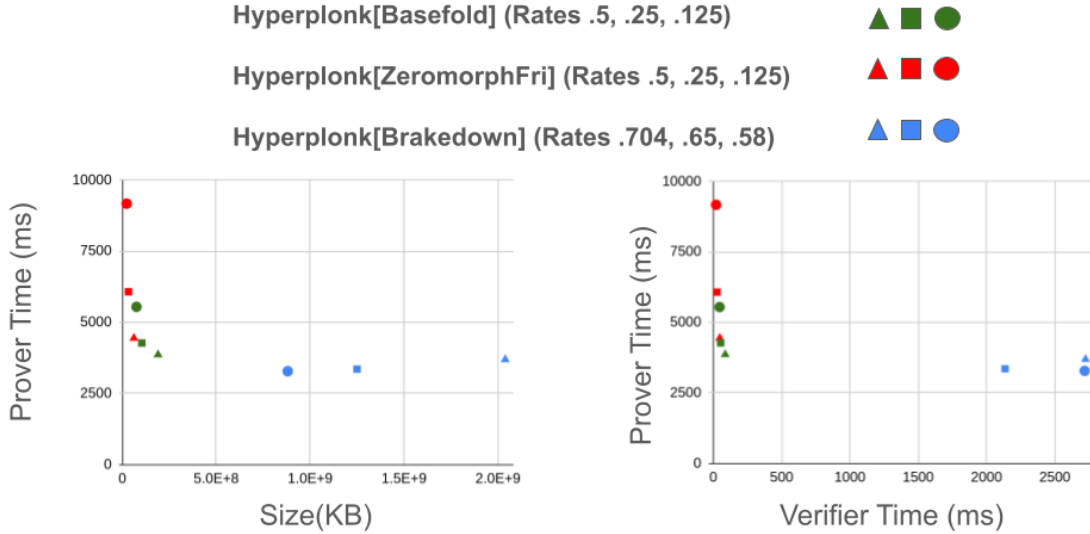 Hyperplonk[Basefold] (Rates .5, .25, .125)
Hyperplonk[ZeromorphFri] (Rates .5, .25, .125)
Hyperplonk[Brakedown] (Rates .704, .65, .58)
Prover Time (ms)
10000
7500
5000
2500
0
0 5.0E+8 1.0E+9 1.5E+9 2.0E+9
Size(KB)
Prover Time (ms)
10000
7500
5000
2500
0
0 500 1000 1500 2000 2500
Verifier Time (ms)